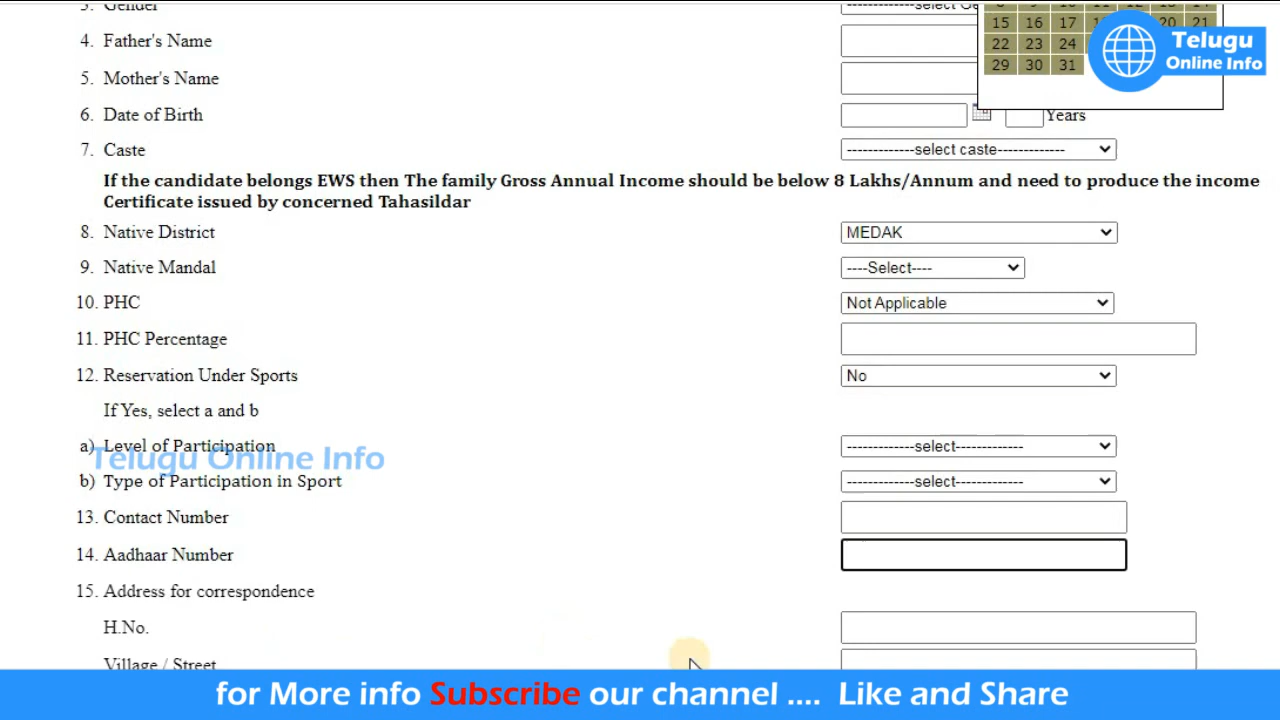 3. Gender
-------------select Ge
4. Father's Name
5. Mother's Name
6. Date of Birth
Years
7. Caste
-------------select caste-------------
If the candidate belongs EWS then The family Gross Annual Income should be below 8 Lakhs/Annum and need to produce the income
Certificate issued by concerned Tahasildar
8. Native District
MEDAK
9. Native Mandal
----Select----
10. PHC
Not Applicable
11. PHC Percentage
12. Reservation Under Sports
No
If Yes, select a and b
a) Level of Participation
-------------select-------------
b) Type of Participation in Sport
-------------select-------------
13. Contact Number
14. Aadhaar Number
15. Address for correspondence
H.No.
Village / Street
15 16 17 20 21
22 23 24
29 30 31
Telugu
Online Info
Telugu Online Info
for More info Subscribe our channel .... Like and Share